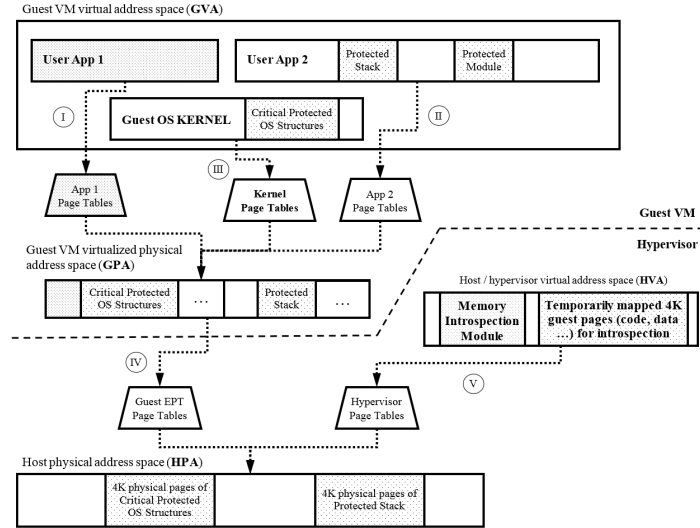 Guest VM virtual address space (GVA)
User App 1
User App 2
Protected
Stack
Protected
Module
Guest OS KERNEL
Critical Protected
OS Structures
I
II
III
App 1
Page Tables
Kernel
Page Tables
App 2
Page Tables
Guest VM
Hypervisor
Guest VM virtualized physical
address space (GPA)
Critical Protected
OS Structures
...
Protected
Stack
...
Host / hypervisor virtual address space (HVA)
Memory
Introspection
Module
Temporarily mapped 4K
guest pages (code, data
...) for introspection
IV
V
Guest EPT
Page Tables
Hypervisor
Page Tables
Host physical address space (HPA)
4K physical pages of
Critical Protected
OS Structures
4K physical pages of
Protected Stack